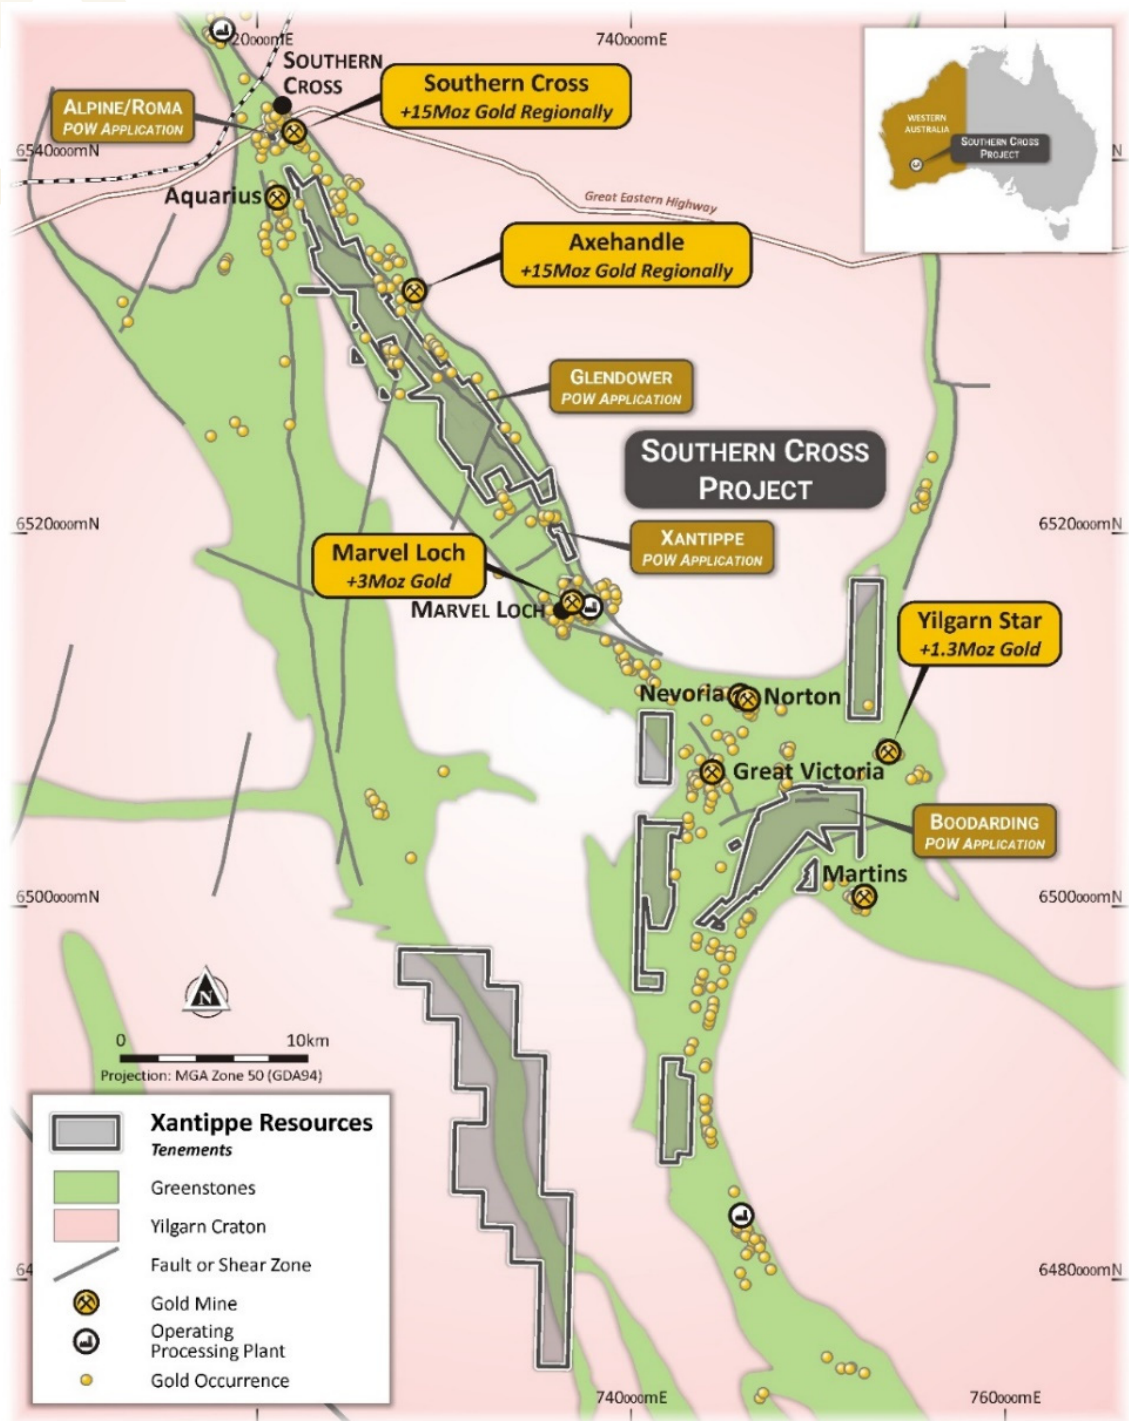 20000mE
740000mE
SOUTHERN
CROSS
Southern Cross
+15Moz Gold Regionally
ALPINE/ROMA
POW APPLICATION
6540000mN
N
WESTERN
AUSTRALIA
SOUTHERN CROSS
PROJECT
Aquarius
Great Eastern Highway
Axehandle
+15Moz Gold Regionally
GLENDOWER
POW APPLICATION
SOUTHERN CROSS
PROJECT
6520000mN
6520000mN
XANTIPPE
POW APPLICATION
Marvel Loch
+3Moz Gold
MARVEL LOCH
Yilgarn Star
+1.3Moz Gold
Nevoria
Norton
Great Victoria
BOODARDING
POW APPLICATION
Martins
6500000mN
6500000mN
N
0 10km
Projection: MGA Zone 50 (GDA94)
Xantippe Resources
Tenements
Greenstones
Yilgarn Craton
Fault or Shear Zone
64
6480000mN
Gold Mine
Operating
Processing Plant
Gold Occurrence
740000mE
760000mE